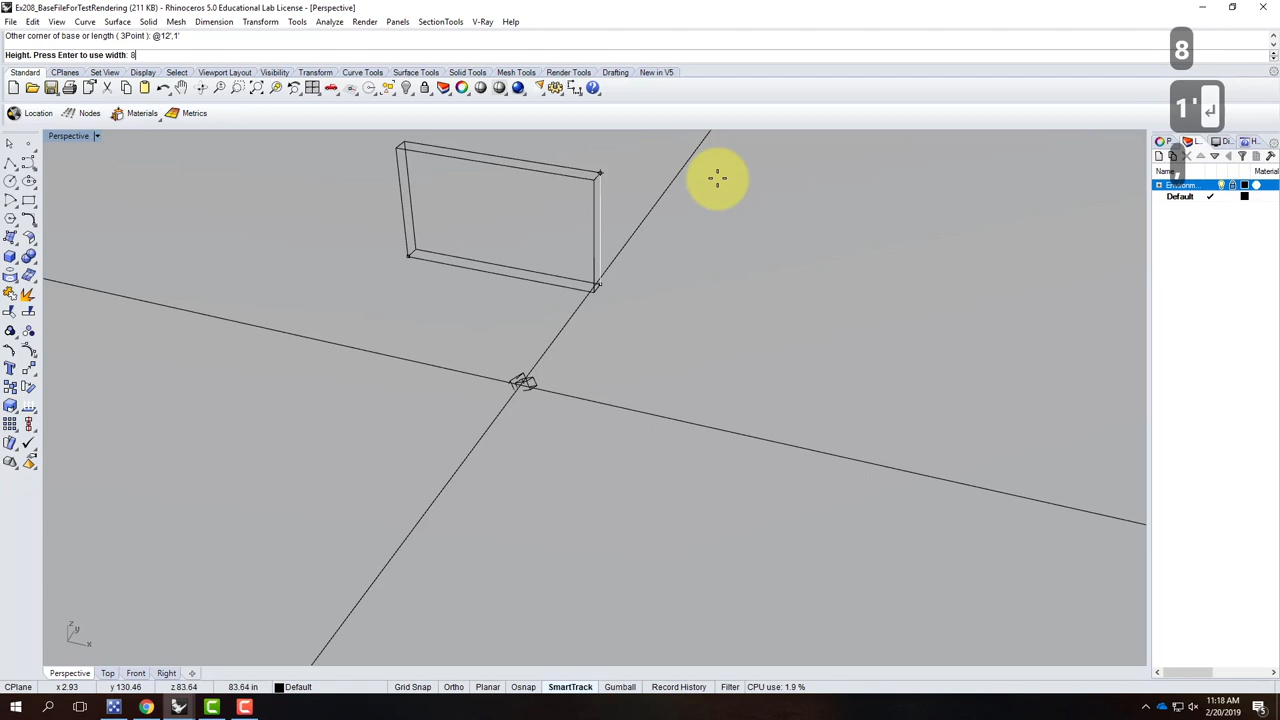 Ex208_BaseFileForTestRendering (211 KB) - Rhinoceros 5.0 Educational Lab License - [Perspective]
File Edit View Curve Surface Solid Mesh Dimension Transform Tools Analyze Render Panels SectionTools V-Ray Help
Other corner of base or length ( 3Point ): @12',1'
Height. Press Enter to use width: 8
8
Standard CPlanes Set View Display Select Viewport Layout Visibility Transform Curve Tools Surface Tools Solid Tools Mesh Tools Render Tools Drafting New in V5
1'
Location Nodes Materials Metrics
Perspective
P... L... Di... H...
,
Material
Environm...
Default
z
y
x
Perspective Top Front Right
CPlane x 2.93 y 130.46 z 83.64 83.64 in Default Grid Snap Ortho Planar Osnap SmartTrack Gumball Record History Filter CPU use: 1.9 %
11:18 AM
2/20/2019
5